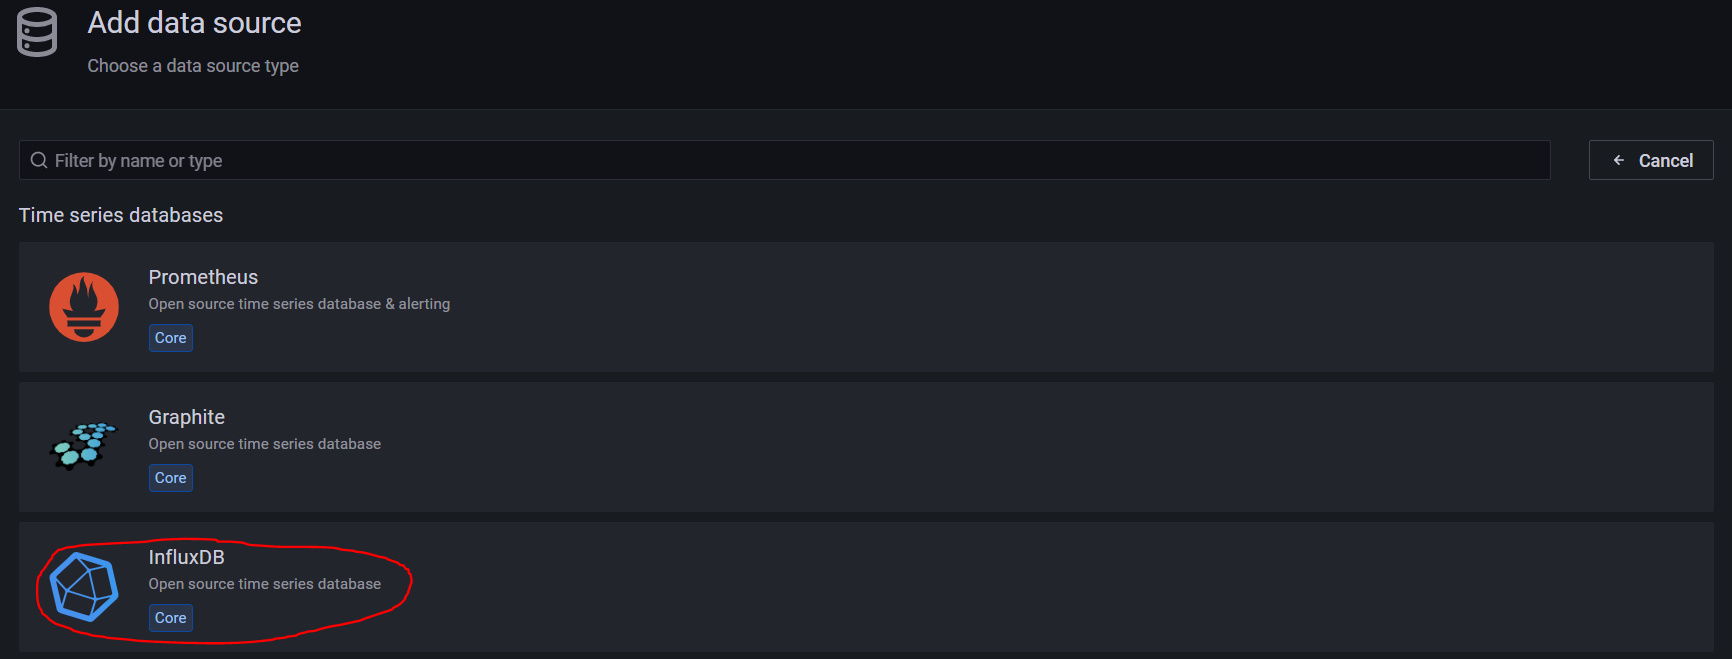 Add data source
Choose a data source type
Filter by name or type
Cancel
Time series databases
Prometheus
Open source time series database & alerting
Core
Graphite
Open source time series database
Core
InfluxDB
Open source time series database
Core